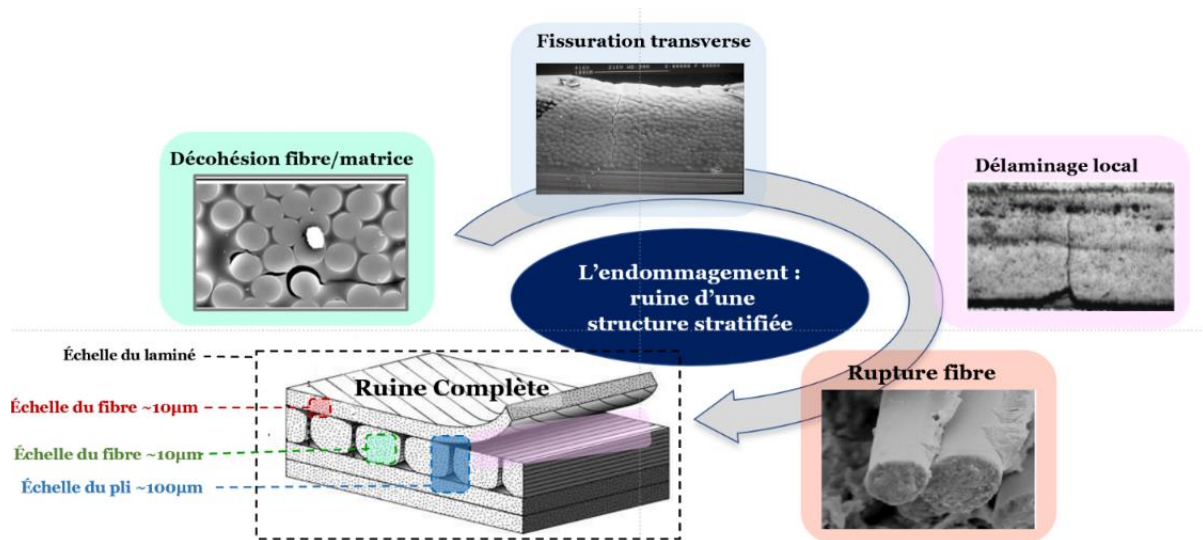 Fissuration transverse
Décohésion fibre/matrice
Délaminage local
L'endommagement :
ruine d'une
structure stratifiée
Échelle du laminé
Ruine Complète
Rupture fibre
Échelle du fibre ~10µm
Échelle du fibre ~10µm
Échelle du pli ~100µm